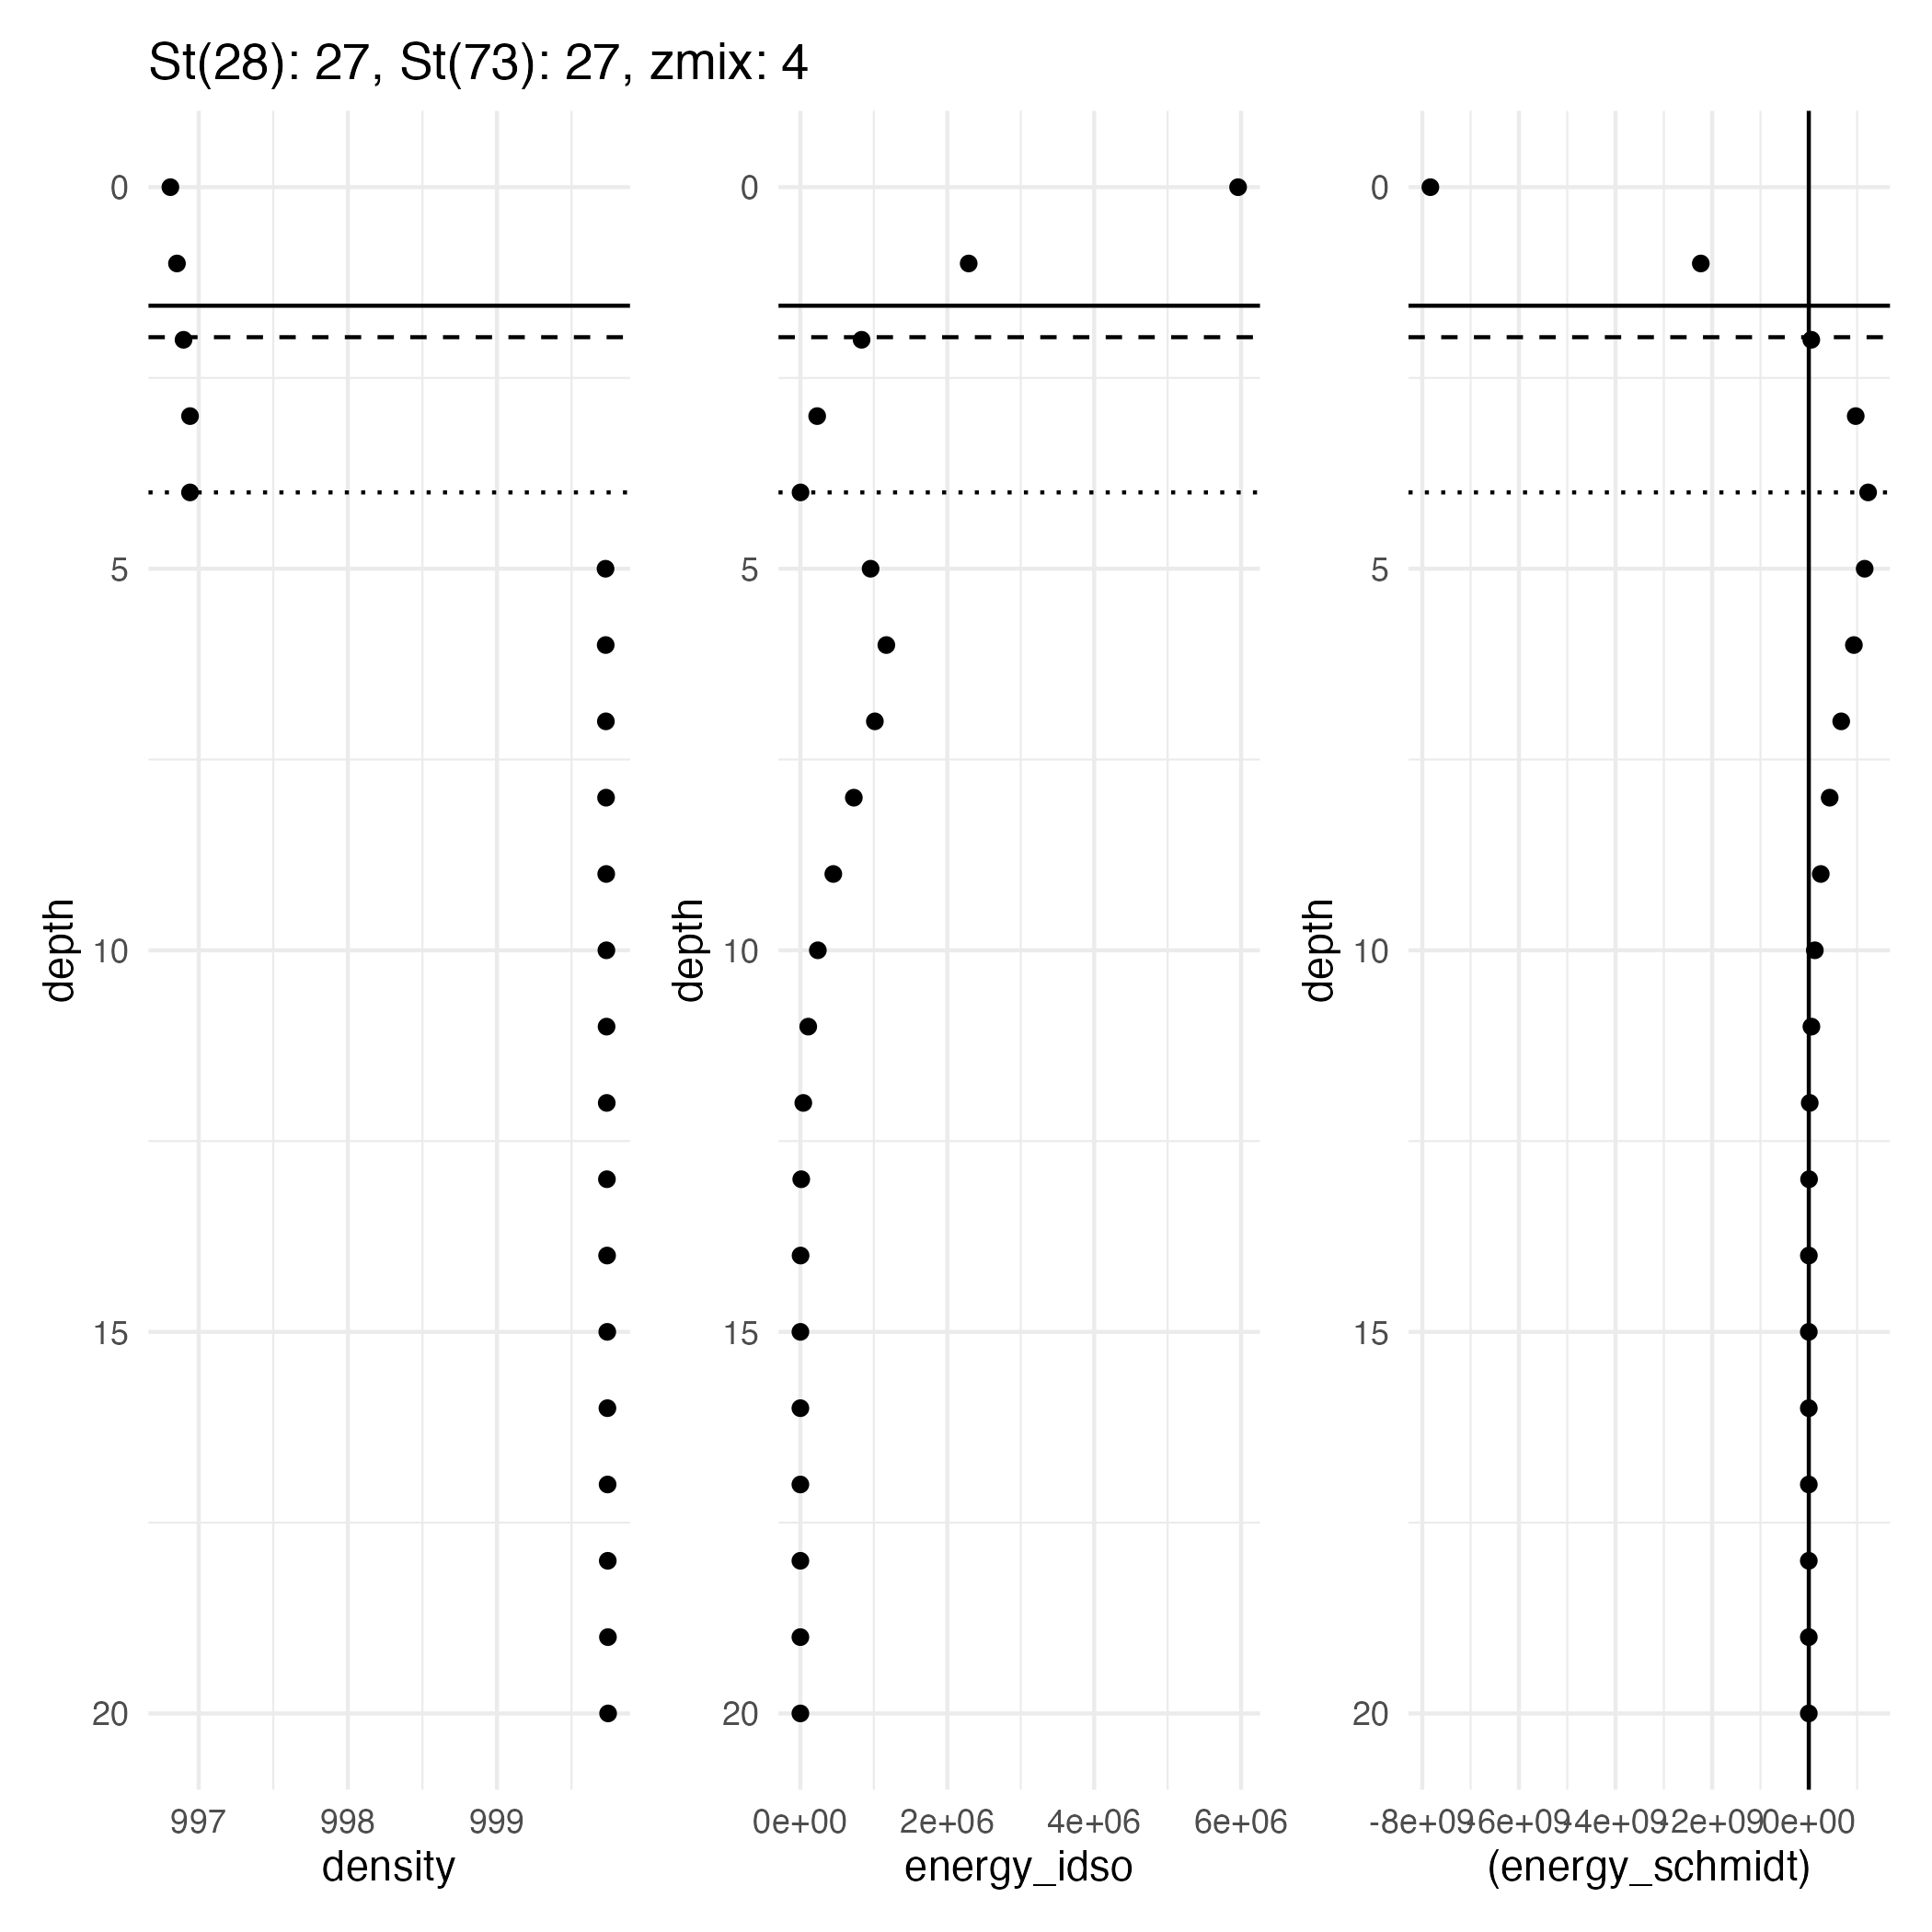 St(28): 27, St(73): 27, zmix: 4
depth
0
5
10
15
20
997 998 999
density
depth
0
5
10
15
20
0e+00 2e+06 4e+06 6e+06
energy_idso
depth
0
5
10
15
20
-8e+09 -6e+09 -4e+09 -2e+09 0e+00
(energy_schmidt)